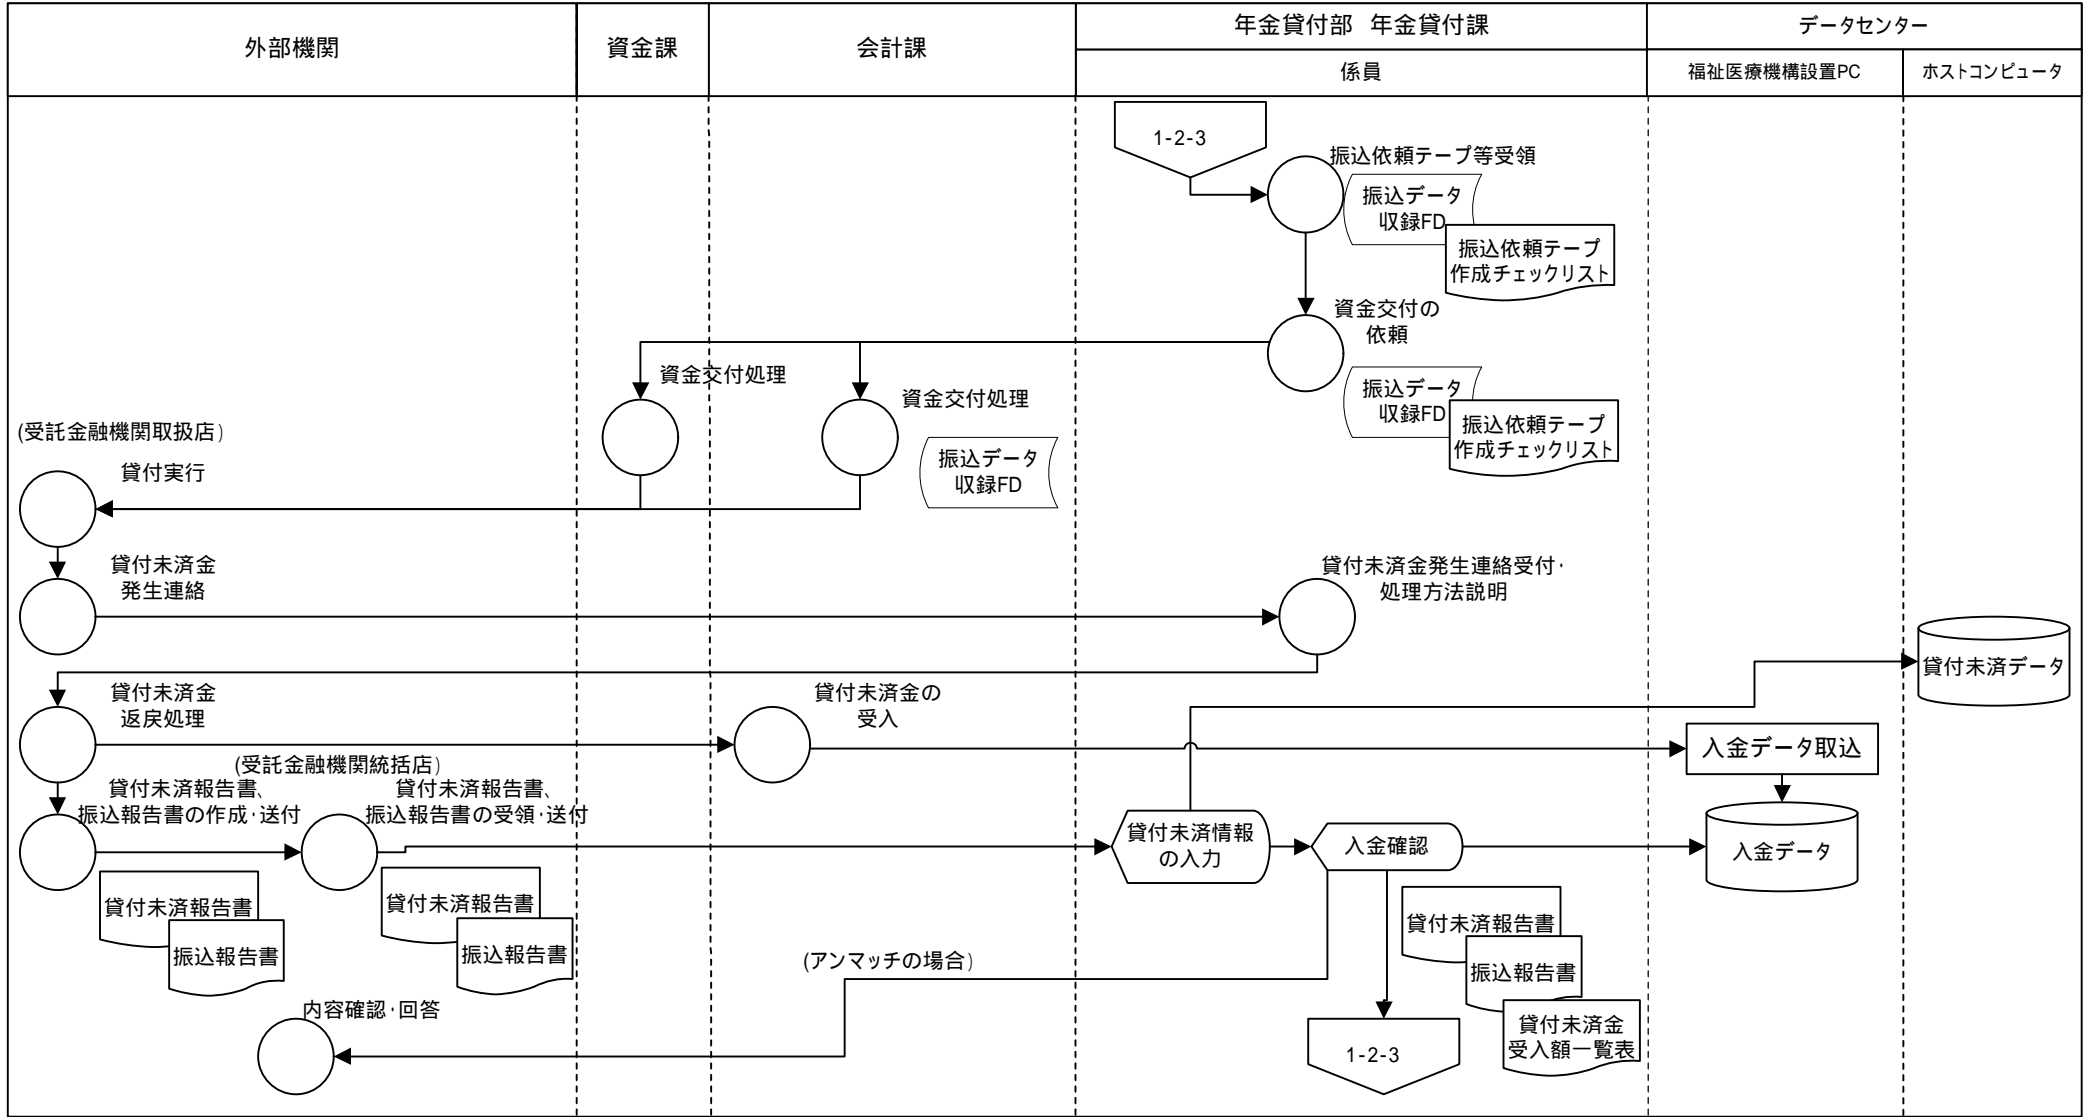 外部機関
資金課
会計課
年金貸付部 年金貸付課
係員
データセンター
福祉医療機構設置PC
ホストコンピュータ
1-2-3
振込依頼テープ等受領
振込データ
収録FD
振込依頼テープ
作成チェックリスト
資金交付の
依頼
振込データ
収録FD
振込依頼テープ
作成チェックリスト
資金交付処理
資金交付処理
振込データ
収録FD
(受託金融機関取扱店)
貸付実行
貸付未済金
発生連絡
貸付未済金発生連絡受付・
処理方法説明
貸付未済データ
貸付未済金
返戻処理
貸付未済金の
受入
入金データ取込
(受託金融機関統括店)
貸付未済報告書、
振込報告書の作成・送付
貸付未済報告書、
振込報告書の受領・送付
貸付未済情報
の入力
入金確認
入金データ
貸付未済報告書
振込報告書
貸付未済報告書
振込報告書
貸付未済報告書
振込報告書
貸付未済金
受入額一覧表
(アンマッチの場合)
内容確認・回答
1-2-3